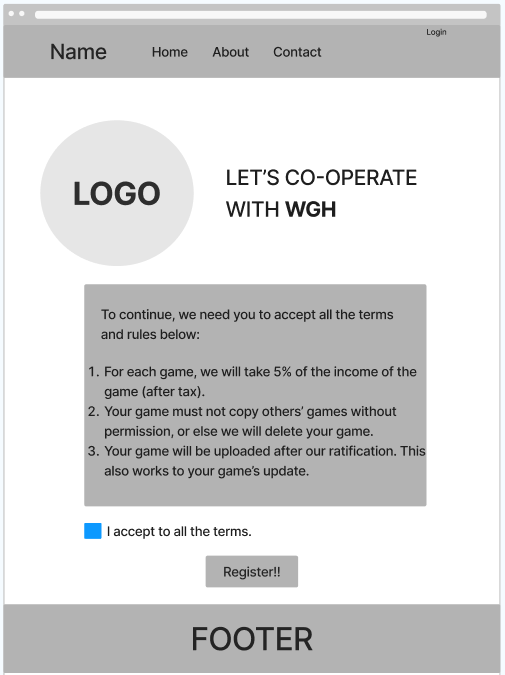 Login
Name Home About Contact
LOGO
LET’S CO-OPERATE
WITH WGH
To continue, we need you to accept all the terms
and rules below:
1. For each game, we will take 5% of the income of the
game (after tax).
2. Your game must not copy others’ games without
permission, or else we will delete your game.
3. Your game will be uploaded after our ratification. This
also works to your game’s update.
I accept to all the terms.
Register!!
FOOTER